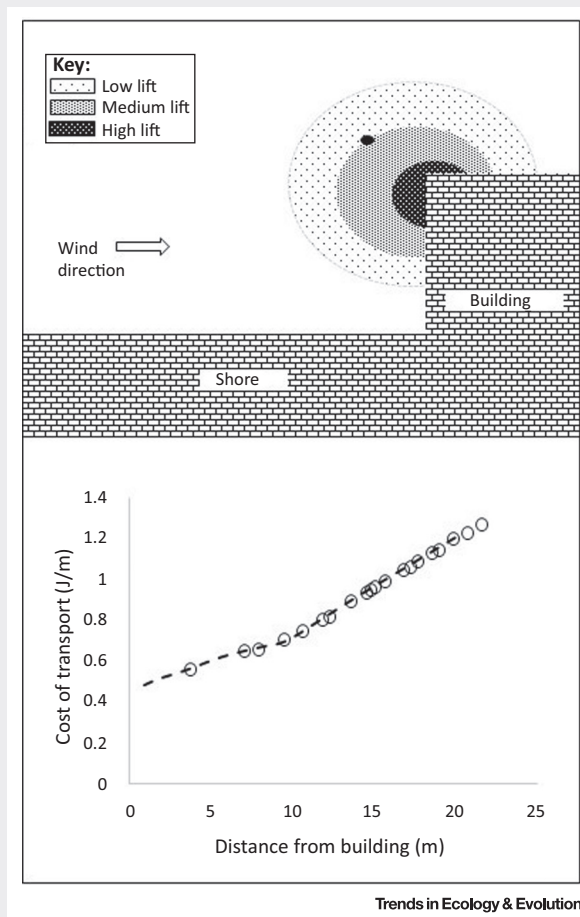 Key:
Low lift
Medium lift
High lift
Wind
direction
Building
Shore
1.4
1.2
1
0.8
0.6
0.4
0.2
0
Cost of transport (J/m)
0 5 10 15 20 25
Distance from building (m)
Trends in Ecology & Evolution